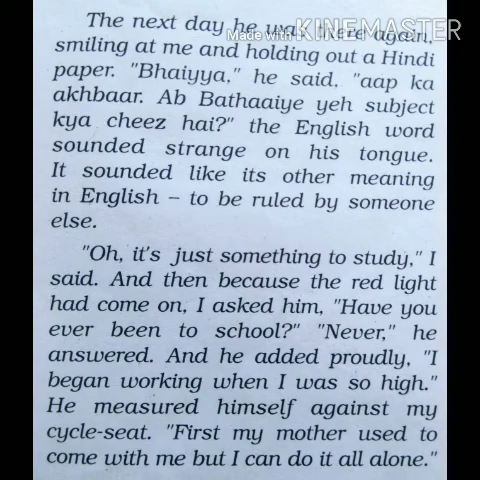 The next day he was there again,
Made with KINEMASTER
smiling at me and holding out a Hindi
paper. "Bhaiyya," he said, "aap ka
akhbaar. Ab Bathaaiye yeh subject
kya cheez hai?" the English word
sounded strange on his tongue.
It sounded like its other meaning
in English – to be ruled by someone
else.
"Oh, it's just something to study," I
said. And then because the red light
had come on, I asked him, "Have you
ever been to school?" "Never," he
answered. And he added proudly, "I
began working when I was so high."
He measured himself against my
cycle-seat. "First my mother used to
come with me but I can do it all alone."